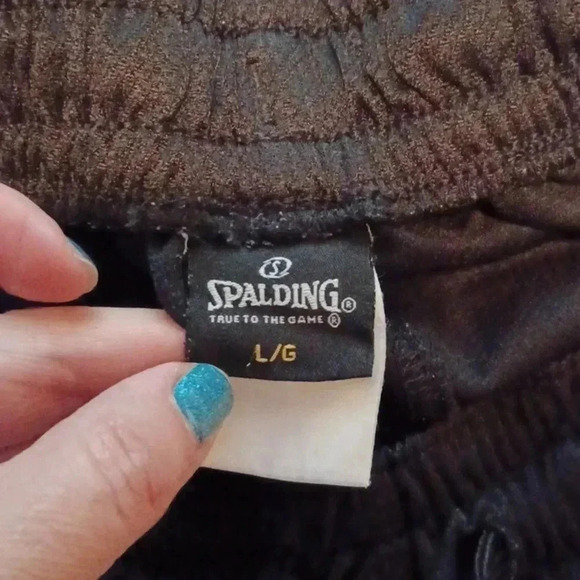 S
SPALDING®
TRUE TO THE GAME ®
L/G